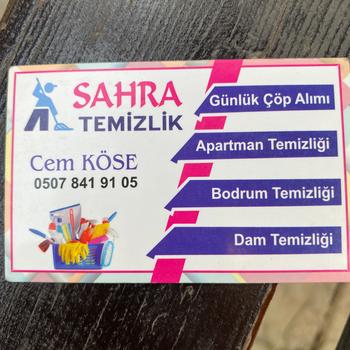 SAHRA
TEMİZLİK
Cem KÖSE
0507 841 91 05
Günlük Çöp Alımı
Apartman Temizliği
Bodrum Temizliği
Dam Temizliği